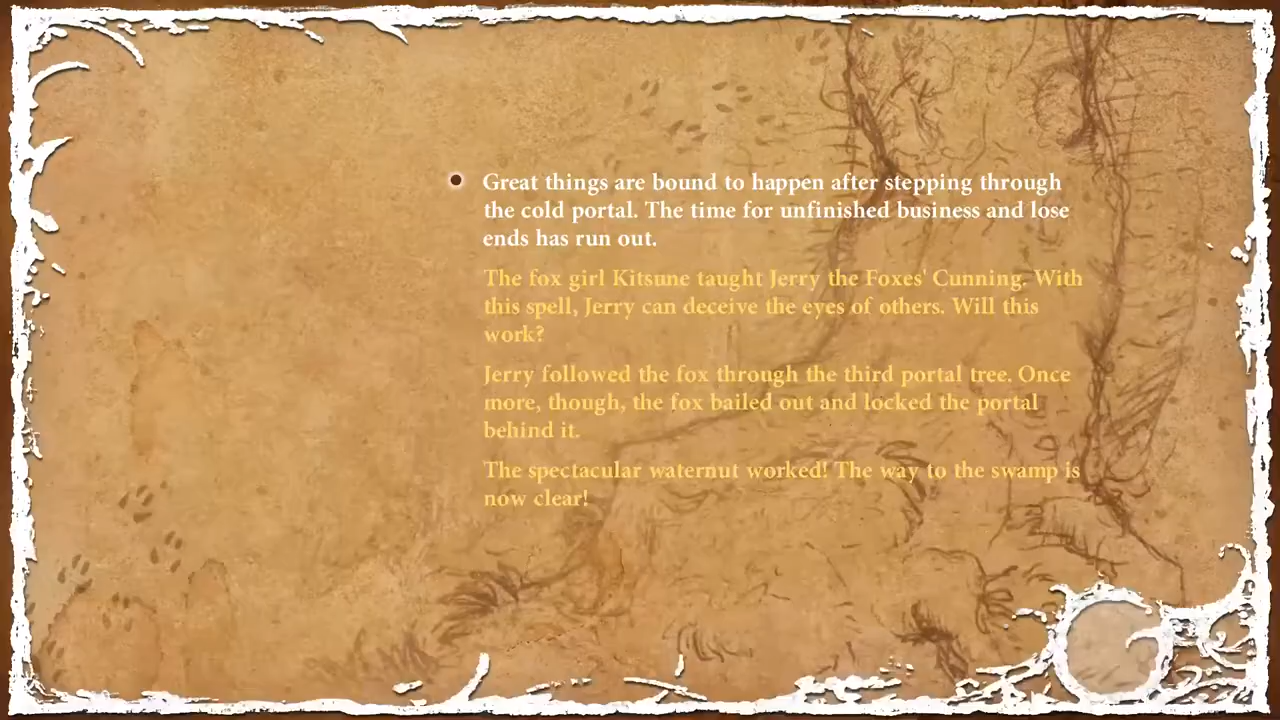 Great things are bound to happen after stepping through
the cold portal. The time for unfinished business and lose
ends has run out.
The fox girl Kitsune taught Jerry the Foxes' Cunning. With
this spell, Jerry can deceive the eyes of others. Will this
work?
Jerry followed the fox through the third portal tree. Once
more, though, the fox bailed out and locked the portal
behind it.
The spectacular waternut worked! The way to the swamp is
now clear!